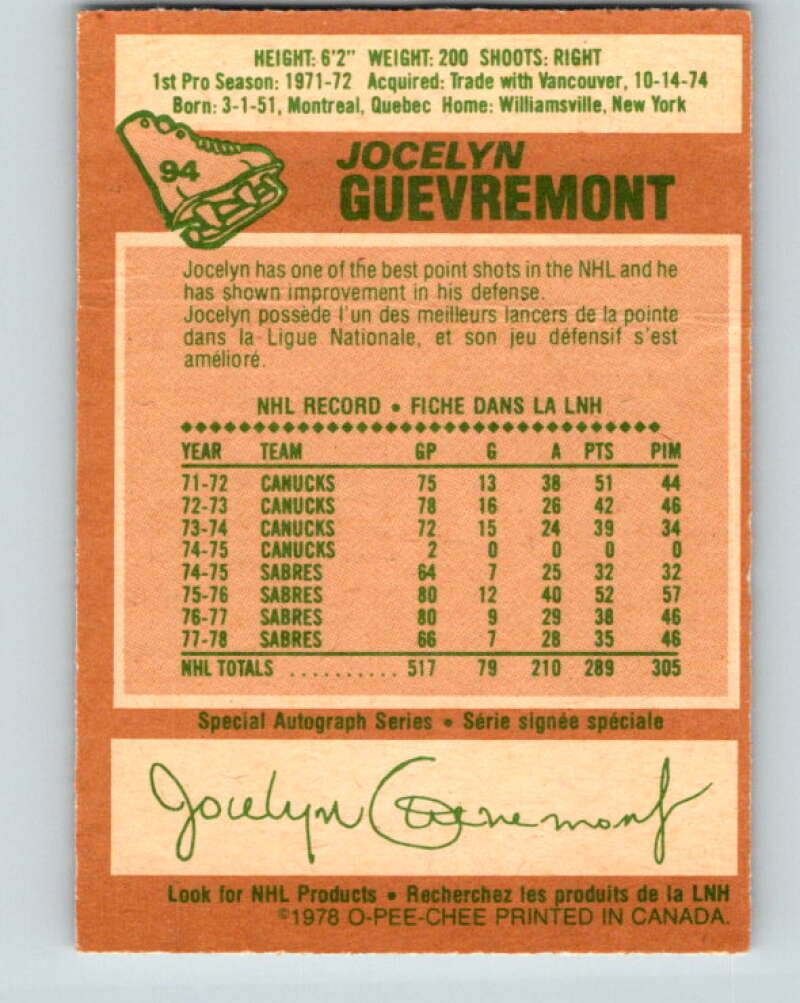 HEIGHT: 6'2" WEIGHT: 200 SHOOTS: RIGHT
1st Pro Season: 1971-72 Acquired: Trade with Vancouver, 10-14-74
Born: 3-1-51, Montreal, Quebec Home: Williamsville, New York
94
JOCELYN
GUEVREMONT
Jocelyn has one of the best point shots in the NHL and he
has shown improvement in his defense.
Jocelyn possède l'un des meilleurs lancers de la pointe
dans la Ligue Nationale, et son jeu défensif s'est
amélioré.
NHL RECORD • FICHE DANS LA LNH
YEAR TEAM GP G A PTS PIM
71-72 CANUCKS 75 13 38 51 44
72-73 CANUCKS 78 16 26 42 46
73-74 CANUCKS 72 15 24 39 34
74-75 CANUCKS 2 0 0 0 0
74-75 SABRES 64 7 25 32 32
75-76 SABRES 80 12 40 52 57
76-77 SABRES 80 9 29 38 46
77-78 SABRES 66 7 28 35 46
NHL TOTALS .......... 517 79 210 289 305
Special Autograph Series • Série signée spéciale
Jocelyn Guevremont
Look for NHL Products • Recherchez les produits de la LNH
©1978 O-PEE-CHEE PRINTED IN CANADA.